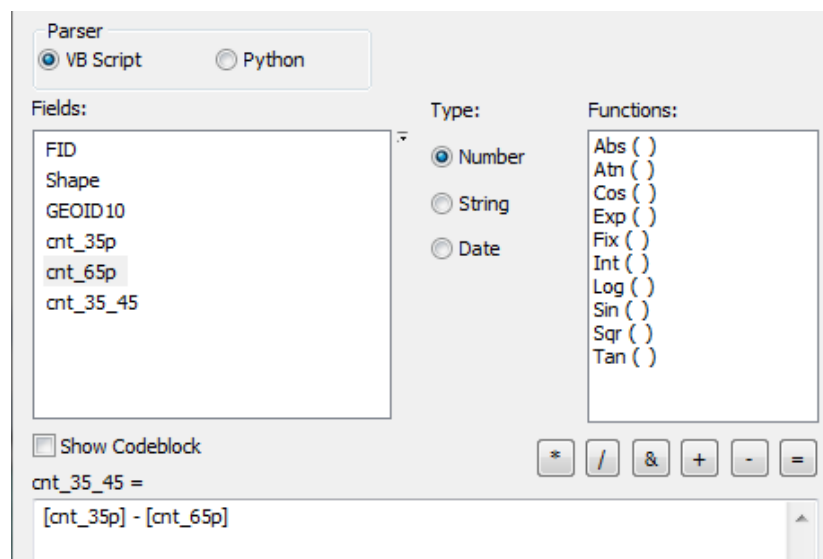 Parser
VB Script Python
Fields: Type: Functions:
FID
Shape
GEOID10
cnt_35p
cnt_65p
cnt_35_45
Number
String
Date
Abs ( )
Atn ( )
Cos ( )
Exp ( )
Fix ( )
Int ( )
Log ( )
Sin ( )
Sqr ( )
Tan ( )
Show Codeblock
* / & + - =
cnt_35_45 =
[cnt_35p] - [cnt_65p]